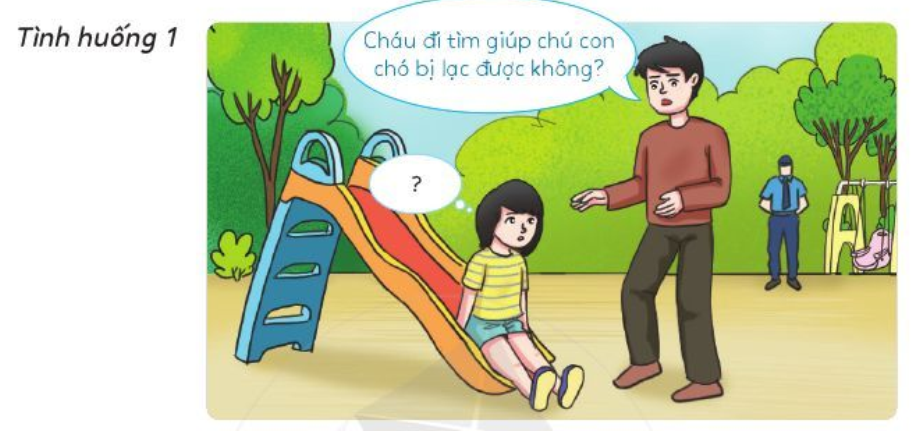 Tình huống 1
Cháu đi tìm giúp chú con
chó bị lạc được không?
?